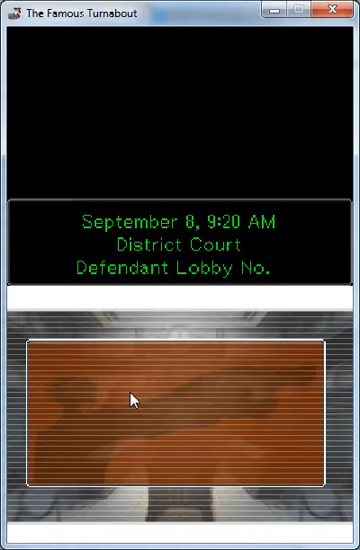 The Famous Turnabout
September 8, 9:20 AM
District Court
Defendant Lobby No.